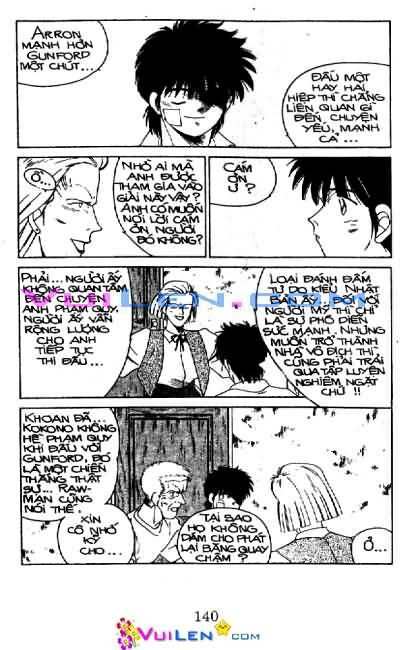 ARRON
MẠNH HƠN
GUNFORD
MỘT CHÚT....
ĐẤU MỘT
HAY HAI
HIỆP THÌ CHẲNG
LIÊN QUAN GÌ
ĐẾN CHUYỆN
YẾU, MẠNH
CẢ...
Ơ...
NHỜ AI MÀ
ANH ĐƯỢC
THAM GIA VÀO
GIẢI NÀY VẬY?
ANH CÓ MUỐN
NÓI LỜI CÁM
ƠN NGƯỜI
ĐÓ KHÔNG?
CÁM
ƠN
Ư?
PHẢI... NGƯỜI ẤY
KHÔNG QUAN TÂM
ĐẾN CHUYỆN
ANH PHẠM QUY.
NGƯỜI ẤY VẪN
RỘNG LƯỢNG
CHO ANH
TIẾP TỤC
THI ĐẤU...
LOẠI ĐÁNH ĐẤM
TỰ DO KIỂU NHẬT
BẢN ẤY... ĐỐI VỚI
NGƯỜI MỸ THÌ CHỈ
LÀ SỰ PHÔ DIỄN
SỨC MẠNH. NHƯNG
MUỐN TRỞ THÀNH
NHÀ VÔ ĐỊCH THÌ
CŨNG PHẢI TRẢI
QUA TẬP LUYỆN
NGHIÊM NGẶT
CHỨ !!
VUILEN.COM
KHOAN ĐÃ...
KOKONO KHÔNG
HỀ PHẠM QUY
KHI ĐẤU VỚI
GUNFORD, ĐÓ
LÀ MỘT CHIẾN
THẮNG THẬT
SỰ... RAW-
MAN CŨNG
NÓI THẾ.
XIN
CÔ NHỚ
KỸ
CHO...
TẠI SAO
HỌ KHÔNG
DÁM CHO PHÁT
LẠI BĂNG QUAY
CHẬM?
Ơ...
140
VUILEN.COM